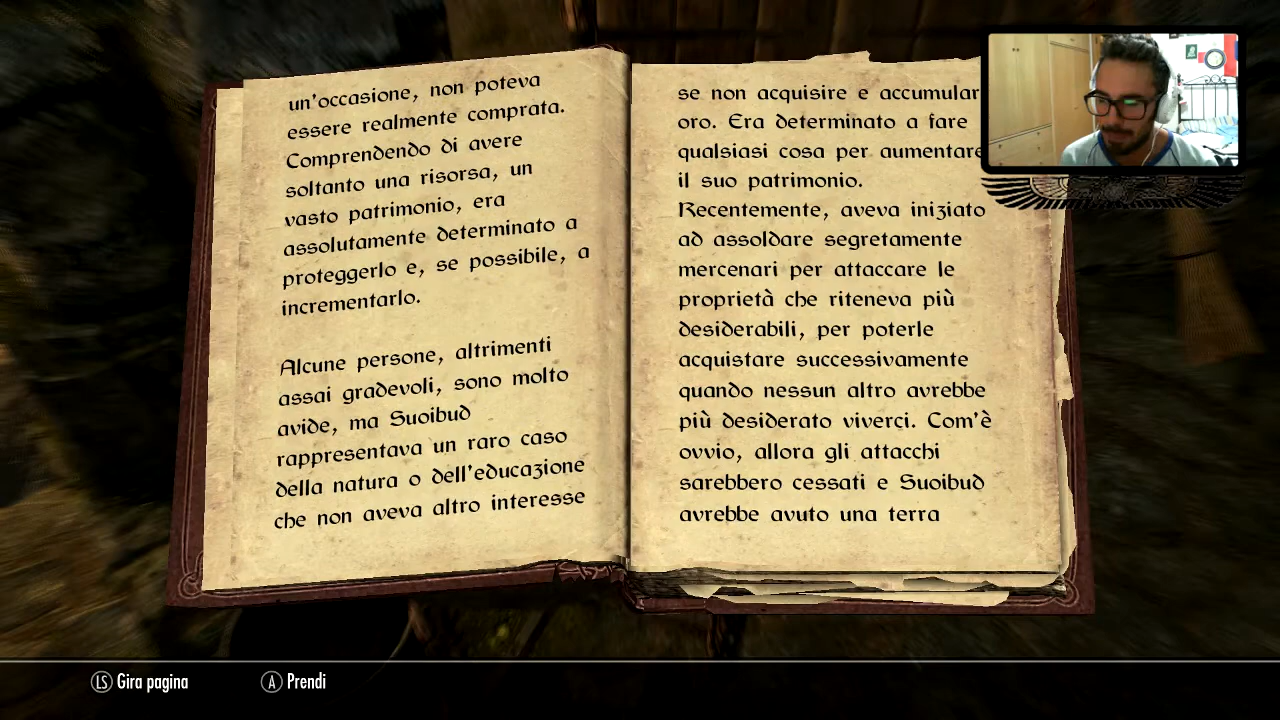 un'occasione, non poteva
essere realmente comprata.
Comprendendo di avere
soltanto una risorsa, un
vasto patrimonio, era
assolutamente determinato a
proteggerlo e, se possibile, a
incrementarlo.
Alcune persone, altrimenti
assai gradevoli, sono molto
avide, ma Suoibud
rappresentava un raro caso
della natura o dell'educazione
che non aveva altro interesse
se non acquisire e accumular
oro. Era determinato a fare
qualsiasi cosa per aumentare
il suo patrimonio.
Recentemente, aveva iniziato
ad assoldare segretamente
mercenari per attaccare le
proprietà che riteneva più
desiderabili, per poterle
acquistare successivamente
quando nessun altro avrebbe
più desiderato viverci. Com'è
ovvio, allora gli attacchi
sarebbero cessati e Suoibud
avrebbe avuto una terra
LS Gira pagina
A Prendi